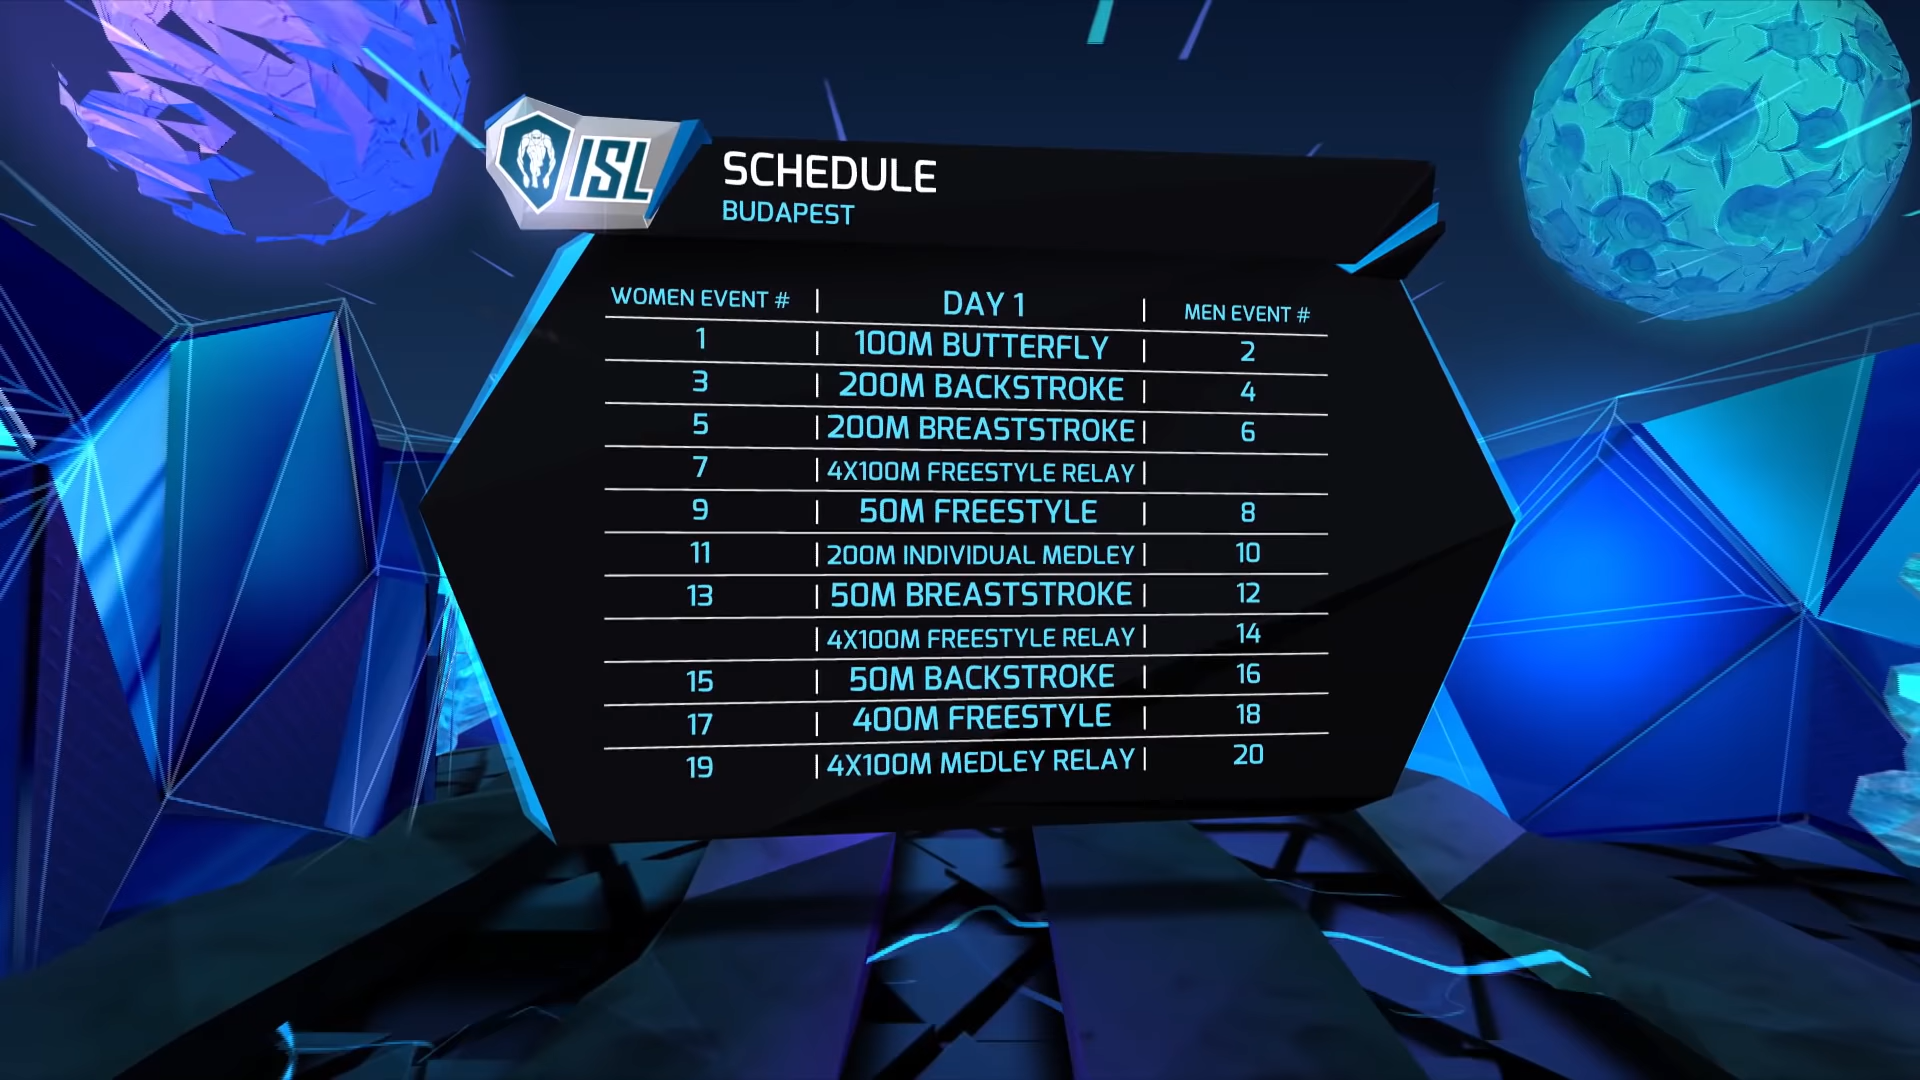 ISL
SCHEDULE
BUDAPEST
WOMEN EVENT # | DAY 1 | MEN EVENT #
1 | 100M BUTTERFLY | 2
3 | 200M BACKSTROKE | 4
5 | 200M BREASTSTROKE | 6
7 | 4X100M FREESTYLE RELAY |
9 | 50M FREESTYLE | 8
11 | 200M INDIVIDUAL MEDLEY | 10
13 | 50M BREASTSTROKE | 12
| 4X100M FREESTYLE RELAY | 14
15 | 50M BACKSTROKE | 16
17 | 400M FREESTYLE | 18
19 | 4X100M MEDLEY RELAY | 20